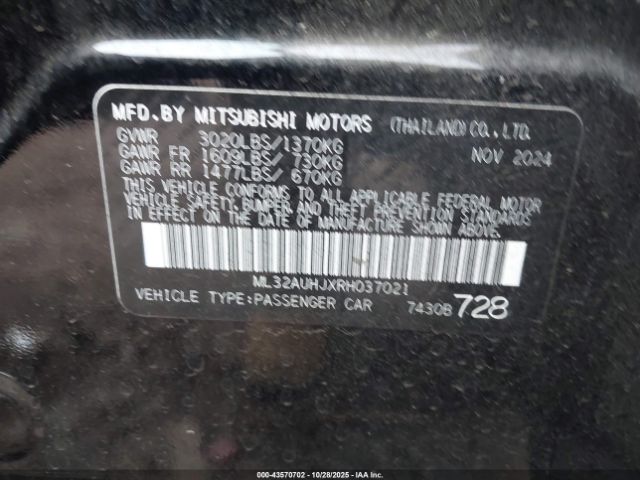 MFD.BY MITSUBISHI MOTORS (THAILAND)CO.,LTD.
GVWR 3020LBS/1370KG NOV 2024
GAWR FR 1609LBS/ 730KG
GAWR RR 1477LBS/ 670KG
THIS VEHICLE CONFORMS TO ALL APPLICABLE FEDERAL MOTOR
VEHICLE SAFETY,BUMPER,AND THEFT PREVENTION STANDARDS
IN EFFECT ON THE DATE OF MANUFACTURE SHOWN ABOVE.
ML32AUHJXRH037021
VEHICLE TYPE:PASSENGER CAR 7430B 728
000-43570702 | 10/28/2025 | IAA Inc.